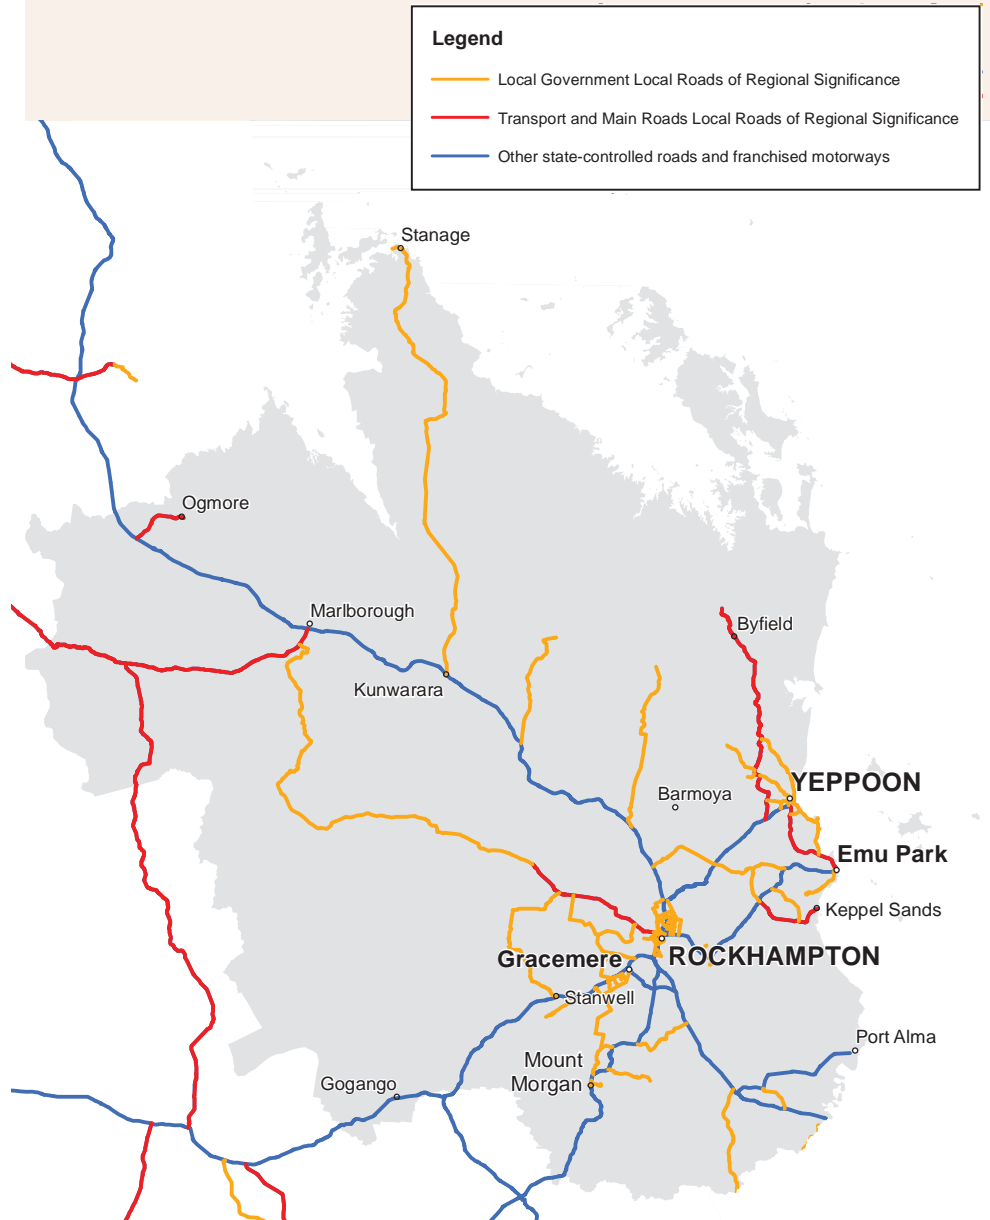 Legend
Local Government Local Roads of Regional Significance
Transport and Main Roads Local Roads of Regional Significance
Other state-controlled roads and franchised motorways
Stanage
Ogmore
Marlborough
Byfield
Kunwarara
YEPPOON
Barmoya
Emu Park
Keppel Sands
ROCKHAMPTON
Gracemere
Stanwell
Port Alma
Mount
Morgan
Gogango